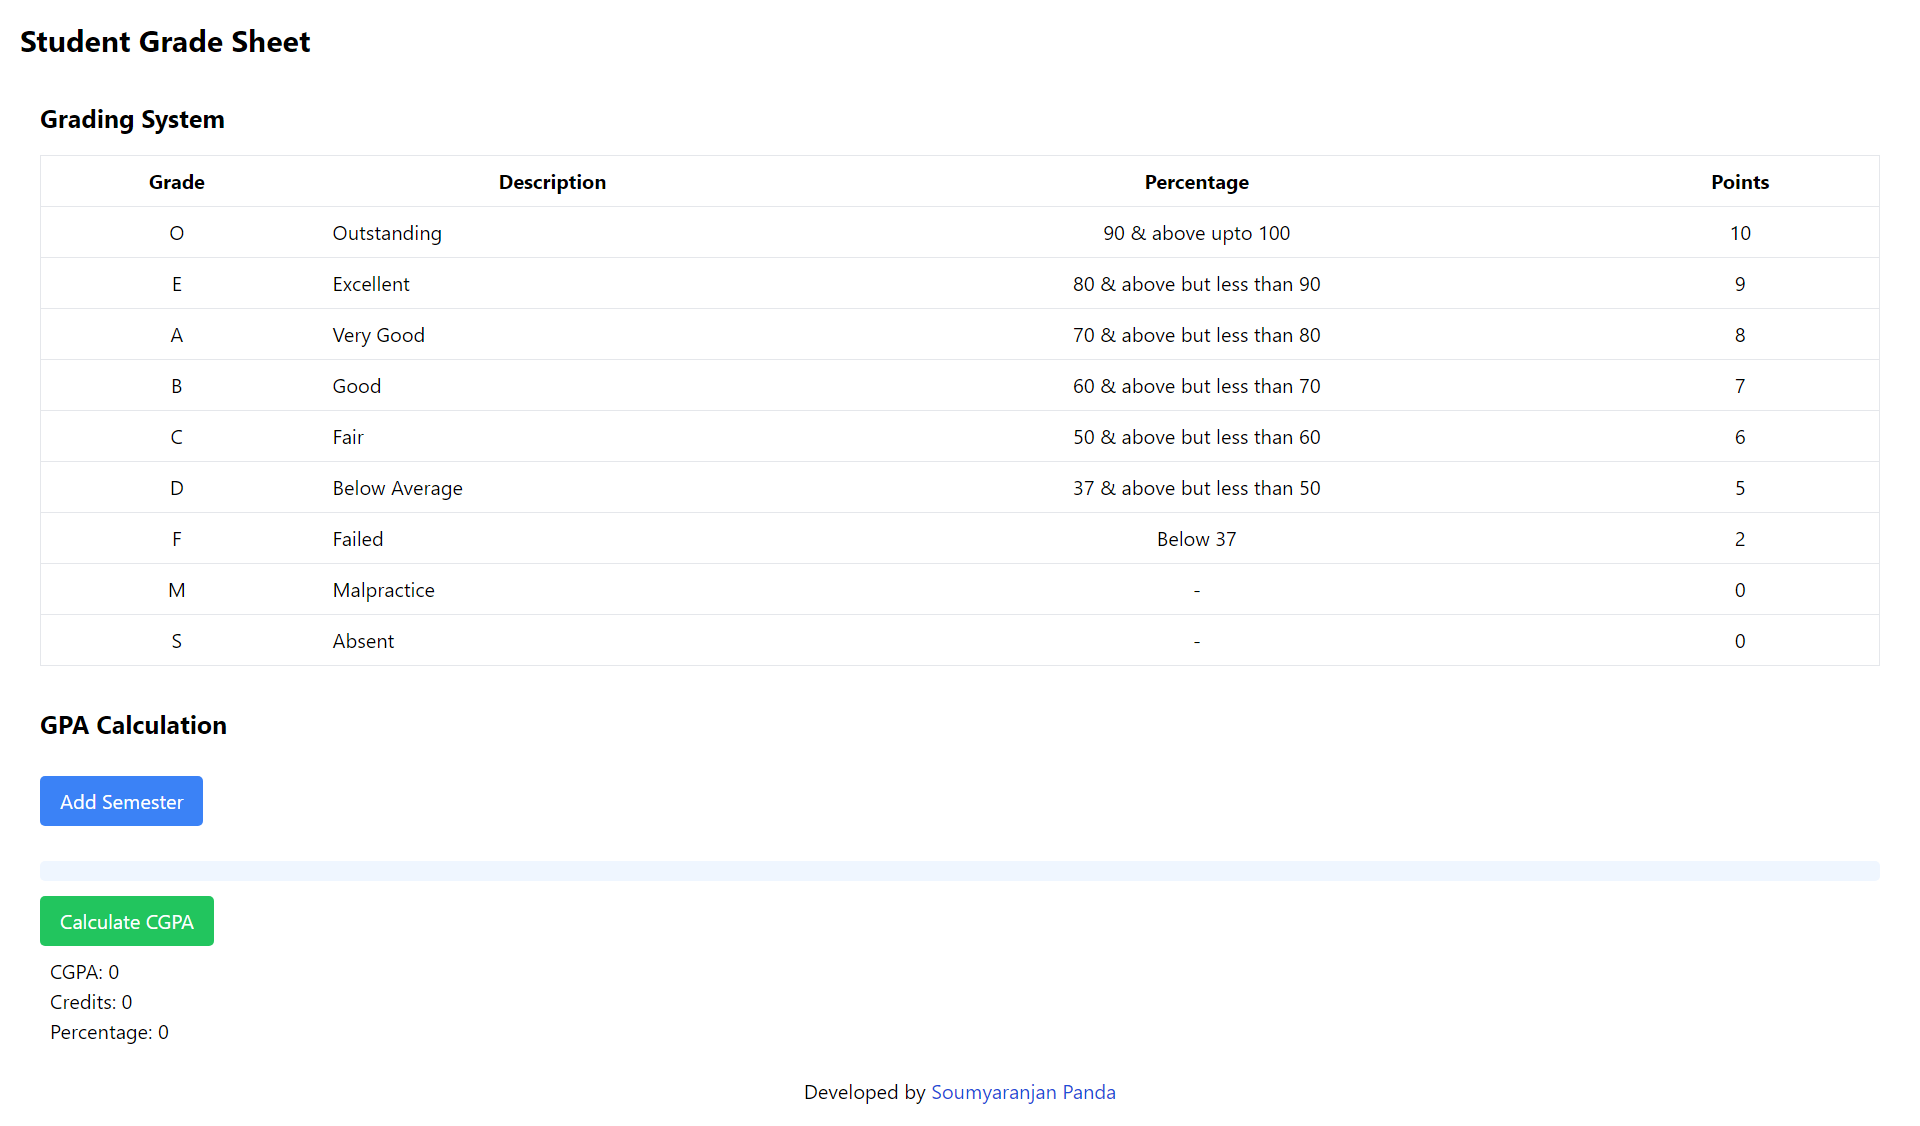 Student Grade Sheet
Grading System
Grade Description Percentage Points
O Outstanding 90 & above upto 100 10
E Excellent 80 & above but less than 90 9
A Very Good 70 & above but less than 80 8
B Good 60 & above but less than 70 7
C Fair 50 & above but less than 60 6
D Below Average 37 & above but less than 50 5
F Failed Below 37 2
M Malpractice - 0
S Absent - 0
GPA Calculation
Add Semester
Calculate CGPA
CGPA: 0
Credits: 0
Percentage: 0
Developed by Soumyaranjan Panda